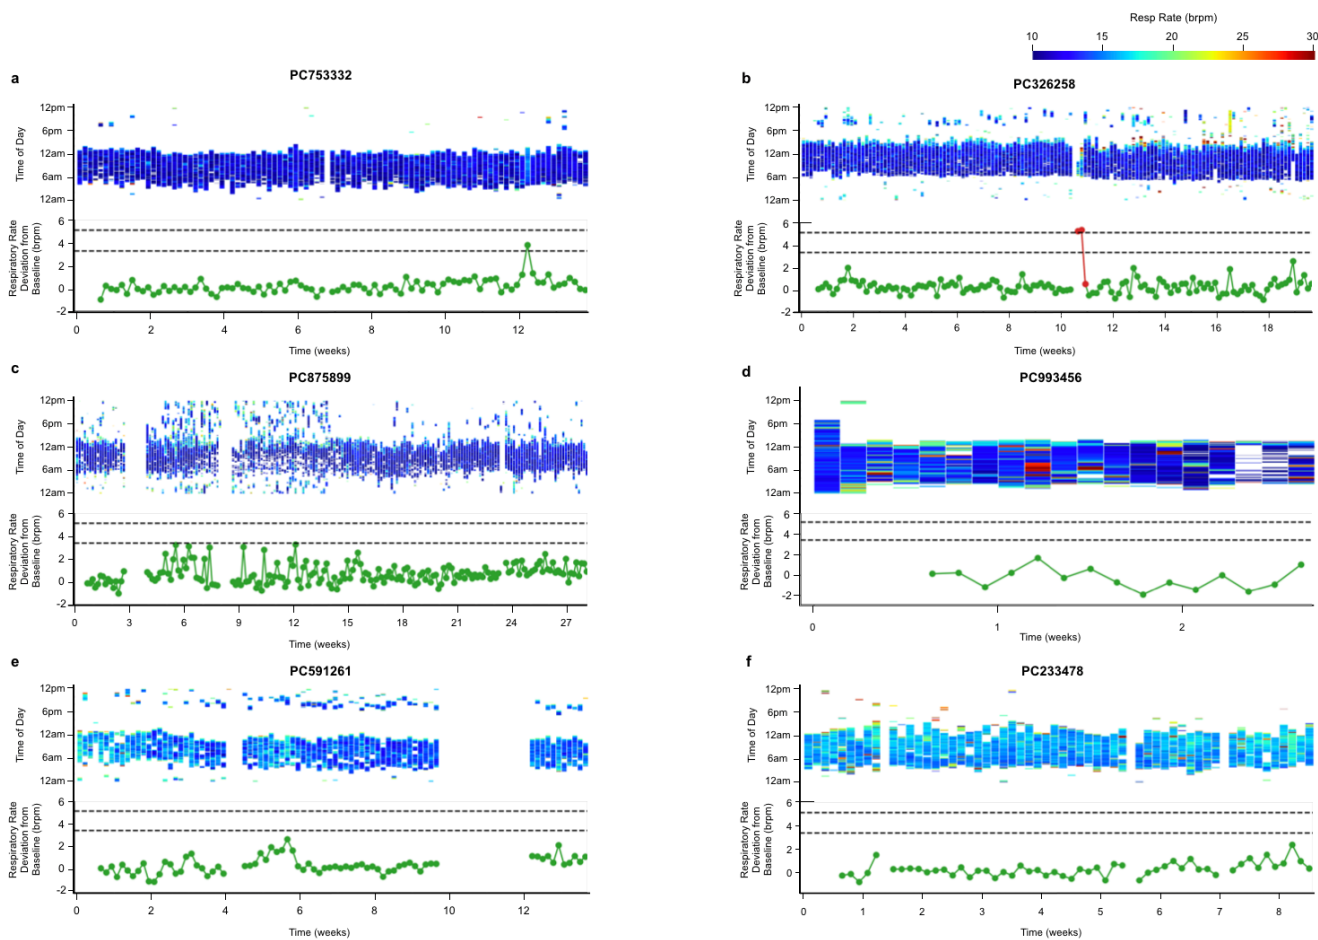 Resp Rate (brpm)
10 15 20 25 30
a
PC753332
12pm
6pm
12am
6am
12am
Time of Day
6
4
2
0
-2
Respiratory Rate
Deviation from
Baseline (brpm)
0 2 4 6 8 10 12
Time (weeks)
b
PC326258
12pm
6pm
12am
6am
12am
Time of Day
6
4
2
0
-2
Respiratory Rate
Deviation from
Baseline (brpm)
0 2 4 6 8 10 12 14 16 18
Time (weeks)
c
PC875899
12pm
6pm
12am
6am
12am
Time of Day
6
4
2
0
-2
Respiratory Rate
Deviation from
Baseline (brpm)
0 3 6 9 12 15 18 21 24 27
Time (weeks)
d
PC993456
12pm
6pm
12am
6am
12am
Time of Day
6
4
2
0
-2
Respiratory Rate
Deviation from
Baseline (brpm)
0 1 2
Time (weeks)
e
PC591261
12pm
6pm
12am
6am
12am
Time of Day
6
4
2
0
-2
Respiratory Rate
Deviation from
Baseline (brpm)
0 2 4 6 8 10 12
Time (weeks)
f
PC233478
12pm
6pm
12am
6am
12am
Time of Day
6
4
2
0
Respiratory Rate
Deviation from
Baseline (brpm)
0 1 2 3 4 5 6 7 8
Time (weeks)